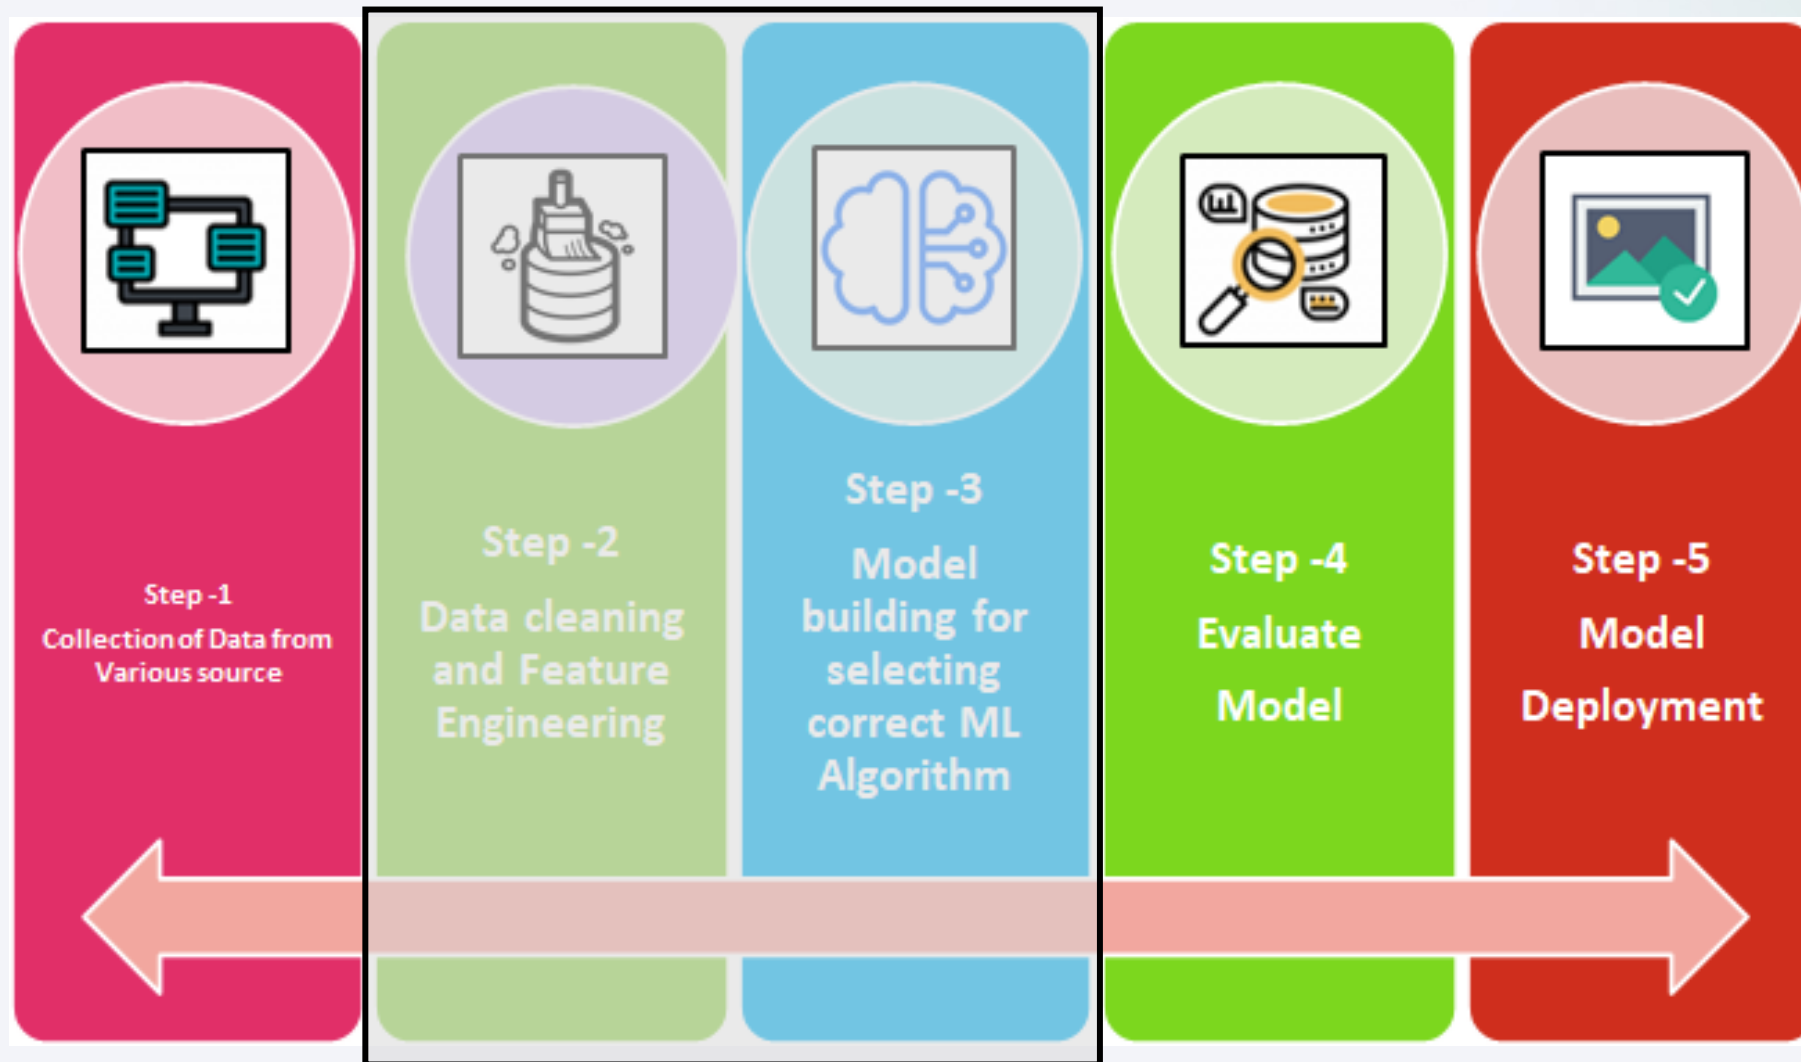 Step -1
Collection of Data from
Various source
Step -2
Data cleaning
and Feature
Engineering
Step -3
Model
building for
selecting
correct ML
Algorithm
Step -4
Evaluate
Model
Step -5
Model
Deployment